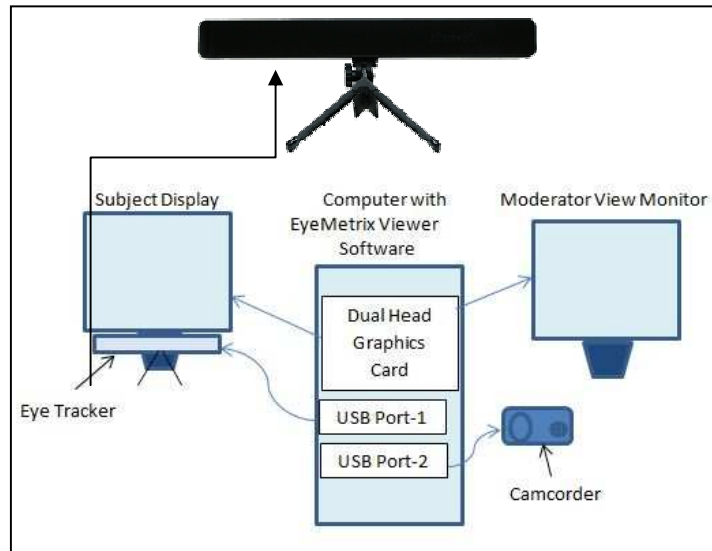 Subject Display
Computer with
EyeMetrix Viewer
Software
Moderator View Monitor
Dual Head
Graphics
Card
Eye Tracker
USB Port-1
USB Port-2
Camcorder